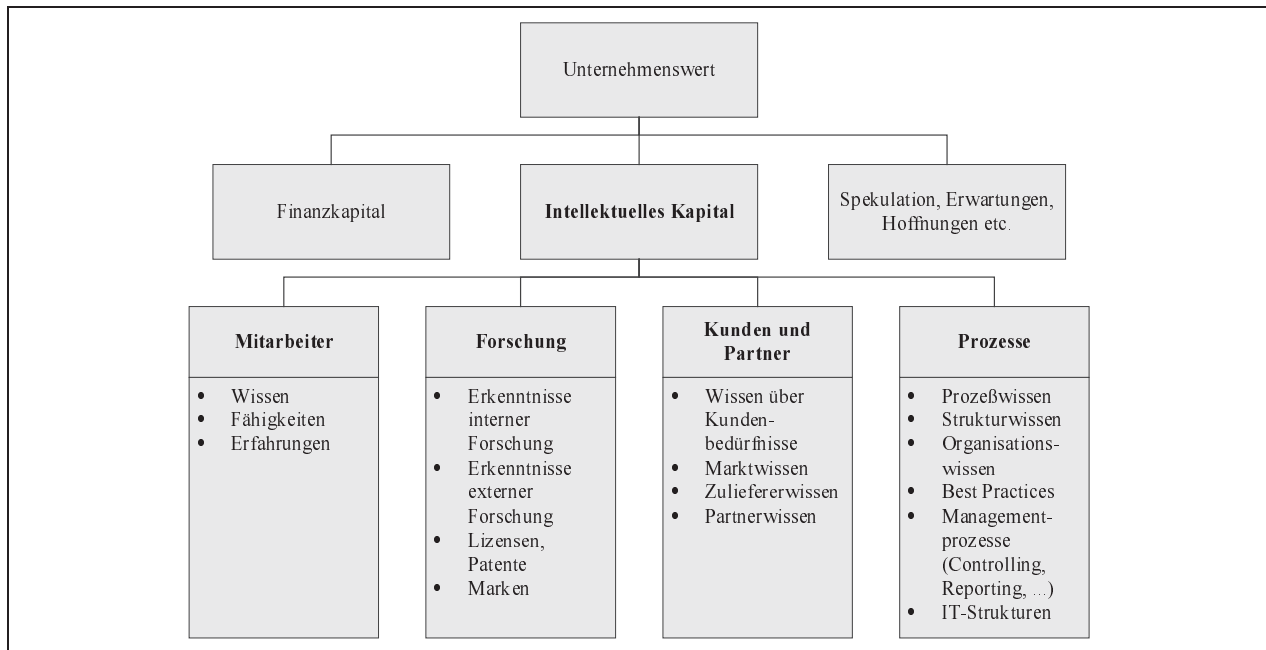 Unternehmenswert
Finanzkapital
Intellektuelles Kapital
Spekulation, Erwartungen,
Hoffnungen etc.
Mitarbeiter
• Wissen
• Fähigkeiten
• Erfahrungen
Forschung
• Erkenntnisse
interner
Forschung
• Erkenntnisse
externer
Forschung
• Lizensen,
Patente
• Marken
Kunden und
Partner
• Wissen über
Kunden-
bedürfnisse
• Marktwissen
• Zuliefererwissen
• Partnerwissen
Prozesse
• Prozeßwissen
• Strukturwissen
• Organisations-
wissen
• Best Practices
• Management-
prozesse
(Controlling,
Reporting, ...)
• IT-Strukturen